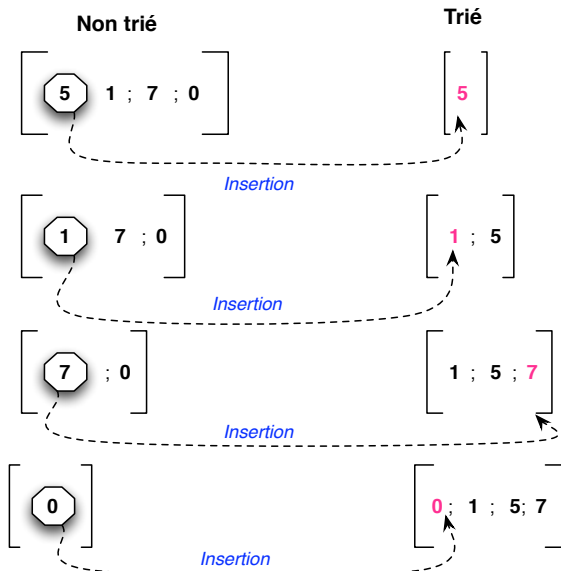 Non trié Trié
5 1 ; 7 ; 0 5
Insertion
1 7 ; 0 1 ; 5
Insertion
7 ; 0 1 ; 5 ; 7
Insertion
0 0 ; 1 ; 5 ; 7
Insertion